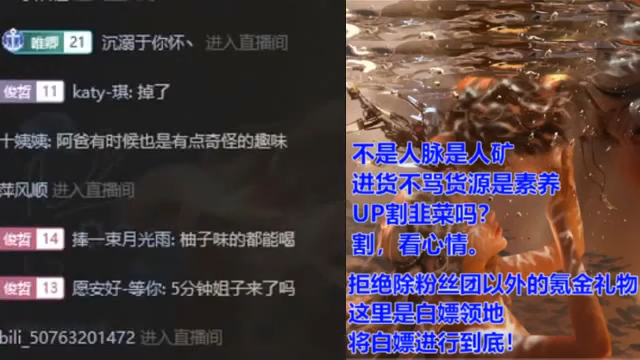 唯卿 21 沉溺于你怀丶 进入直播间
俊哲 11 katy-琪: 掉了
十姨姨: 阿爸有时候也是有点奇怪的趣味
萍风顺 进入直播间
俊哲 14 捧一束月光雨: 柚子味的都能喝
俊哲 13 愿安好-等你: 5分钟姐子来了吗
bili_50763201472 进入直播间
不是人脉是人矿
进货不骂货源是素养
UP割韭菜吗?
割，看心情。
拒绝除粉丝团以外的氪金礼物
这里是白嫖领地
将白嫖进行到底!